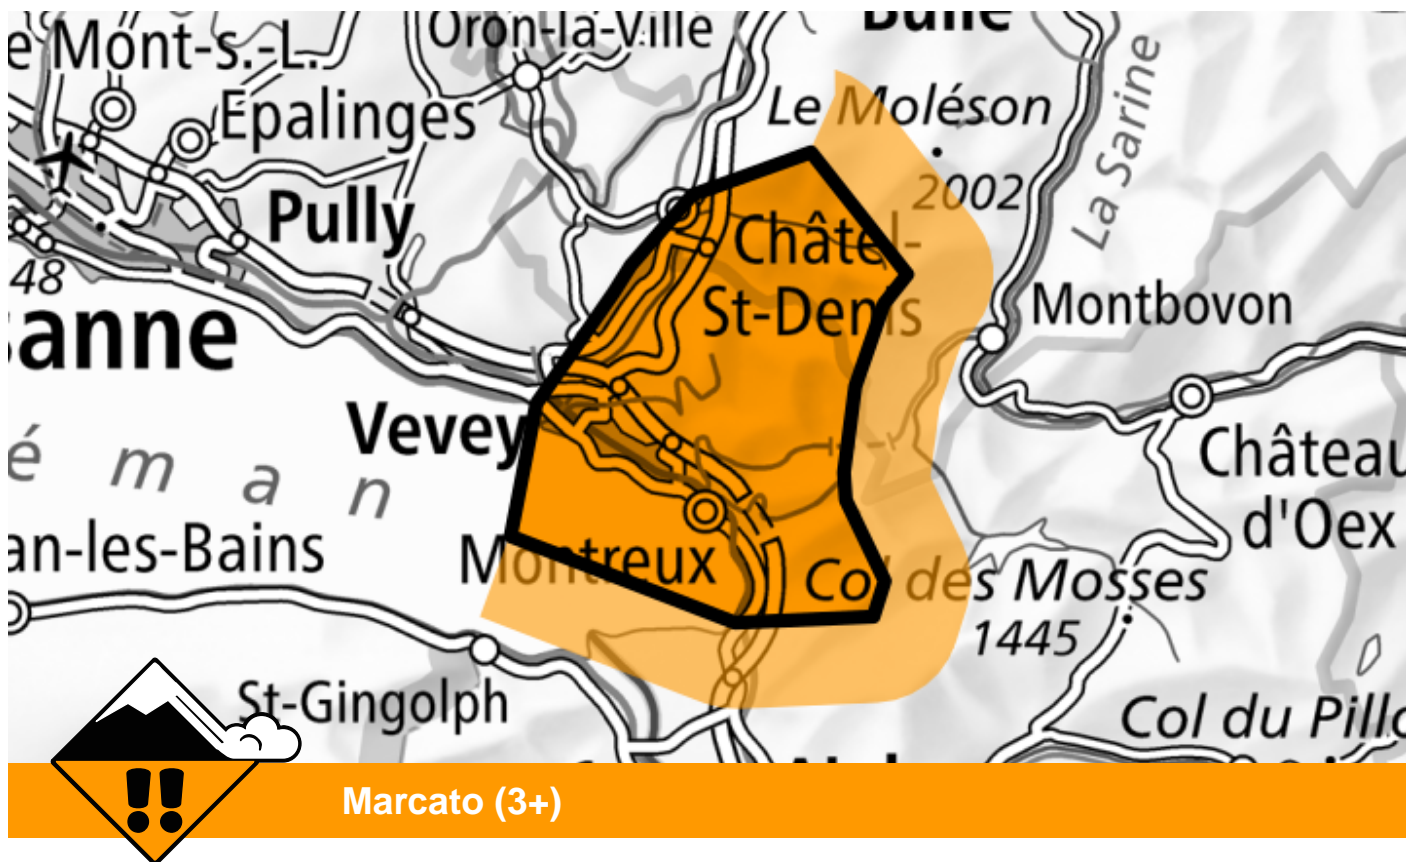 Bulle
e Mont-s.-L.
Oron-la-Ville
Le Moléson
2002
La Sarine
Epalinges
Pully
Châtel-
St-Denis
48
sanne
Montbovon
Vevey
é m a n
Château
d'Oex
an-les-Bains
Montreux
Col des Mosses
1445
St-Gingolph
Col du Pillo
!!
Marcato (3+)